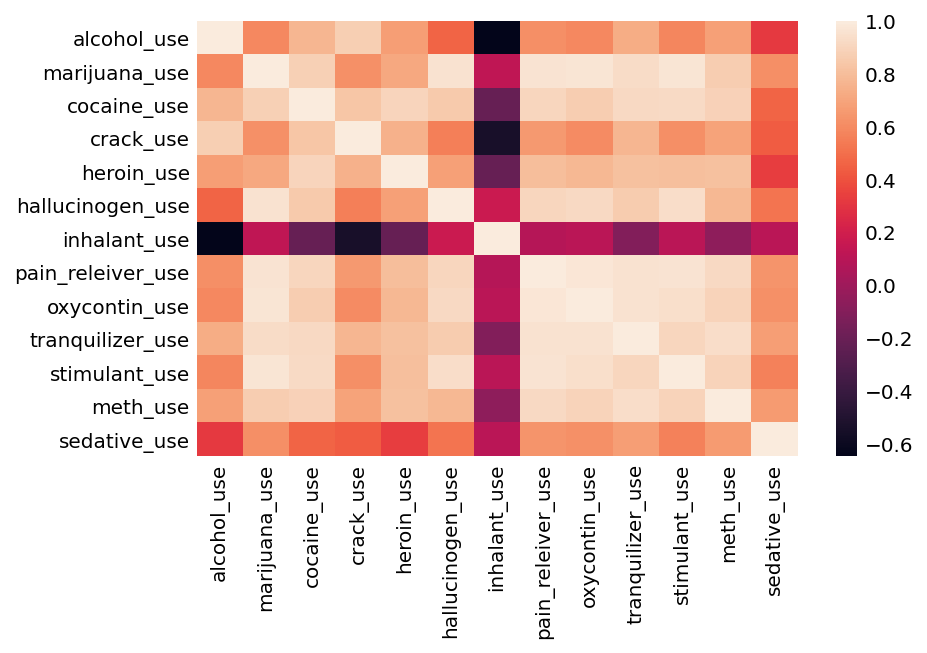 alcohol_use
marijuana_use
cocaine_use
crack_use
heroin_use
hallucinogen_use
inhalant_use
pain_releiver_use
oxycontin_use
tranquilizer_use
stimulant_use
meth_use
sedative_use
alcohol_use
marijuana_use
cocaine_use
crack_use
heroin_use
hallucinogen_use
inhalant_use
pain_releiver_use
oxycontin_use
tranquilizer_use
stimulant_use
meth_use
sedative_use
1.0
0.8
0.6
0.4
0.2
0.0
−0.2
−0.4
−0.6